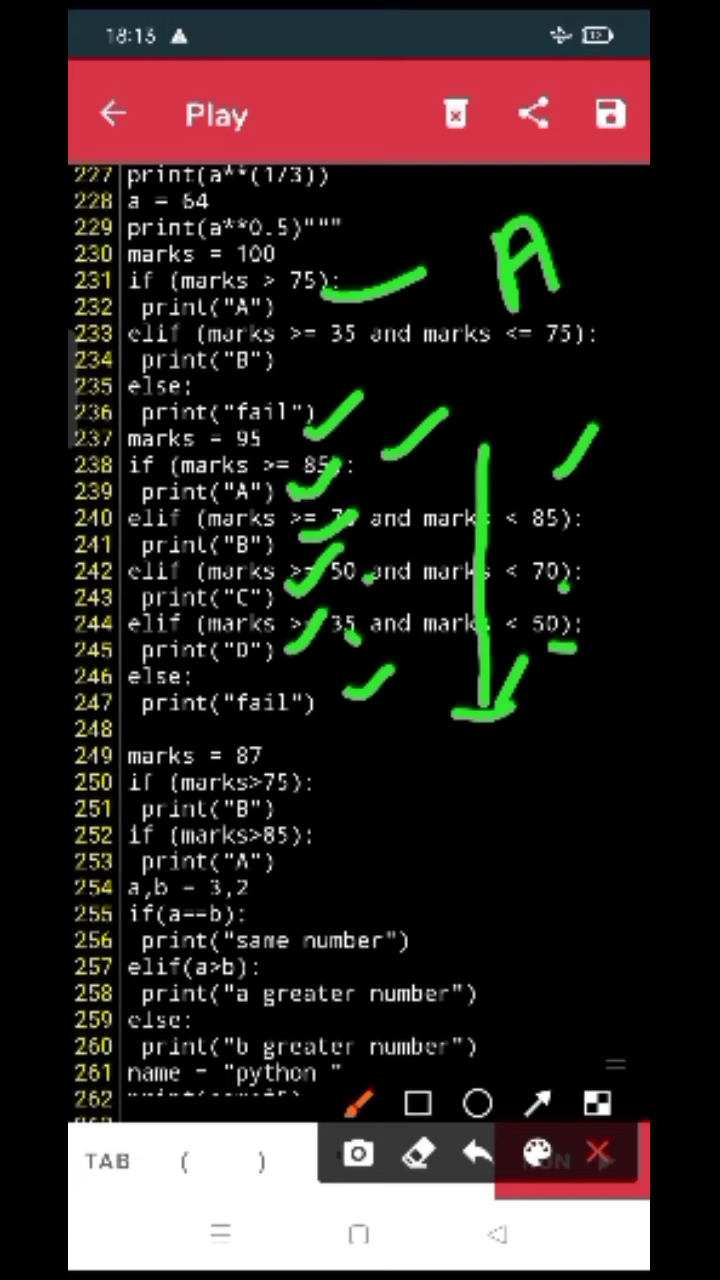 18:13
Play
227 print(a**(1/3))
228 a = 64
229 print(a**0.5)"""
230 marks = 100
231 if (marks > 75):
232 print("A")
233 elif (marks >= 35 and marks <= 75):
234 print("B")
235 else:
236 print("fail")
237 marks = 95
238 if (marks >= 85):
239 print("A")
240 elif (marks >= 70 and marks < 85):
241 print("B")
242 elif (marks >= 50 and marks < 70):
243 print("C")
244 elif (marks >= 35 and marks < 50):
245 print("D")
246 else:
247 print("fail")
248
249 marks = 87
250 if (marks>75):
251 print("B")
252 if (marks>85):
253 print("A")
254 a,b = 3,2
255 if(a==b):
256 print("same number")
257 elif(a>b):
258 print("a greater number")
259 else:
260 print("b greater number")
261 name = "python "
262
A
TAB ( )